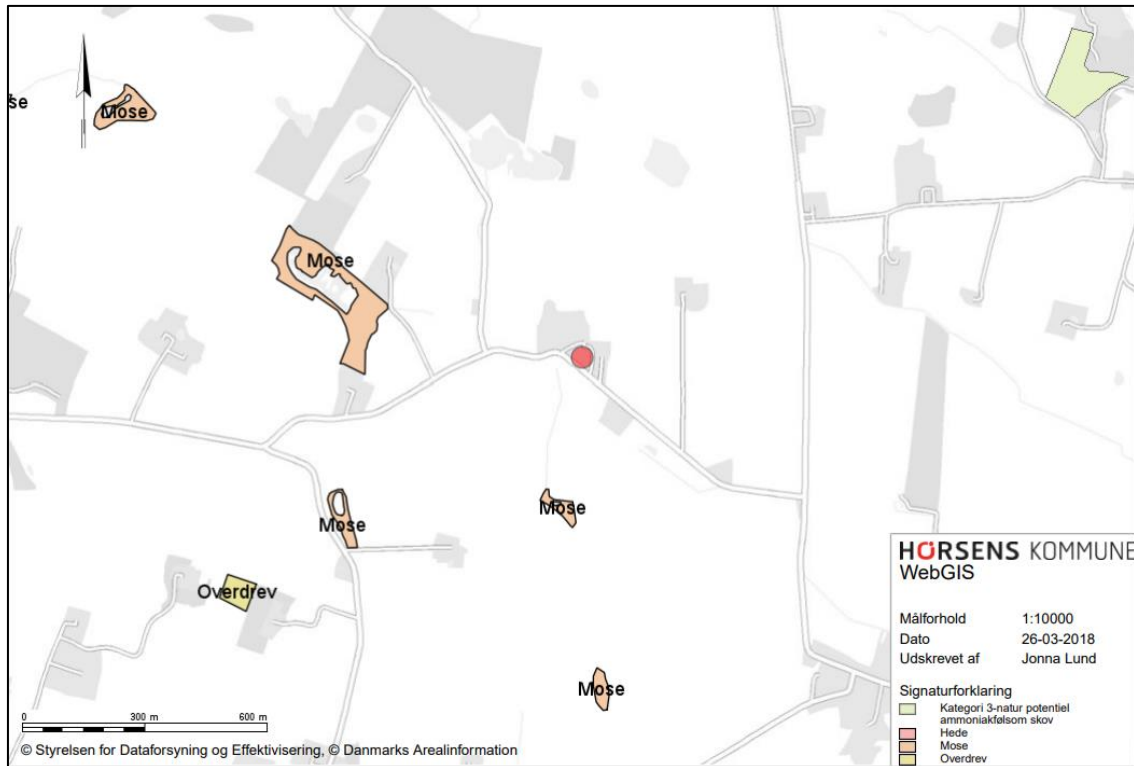 se
Mose
Mose
Mose
Mose
Overdrev
Mose
HORSENS KOMMUNE
WebGIS
Målforhold 1:10000
Dato 26-03-2018
Udskrevet af Jonna Lund
Signaturforklaring
Kategori 3-natur potentiel
ammoniakfølsom skov
Hede
Mose
Overdrev
0 300 m 600 m
© Styrelsen for Dataforsyning og Effektivisering, © Danmarks Arealinformation